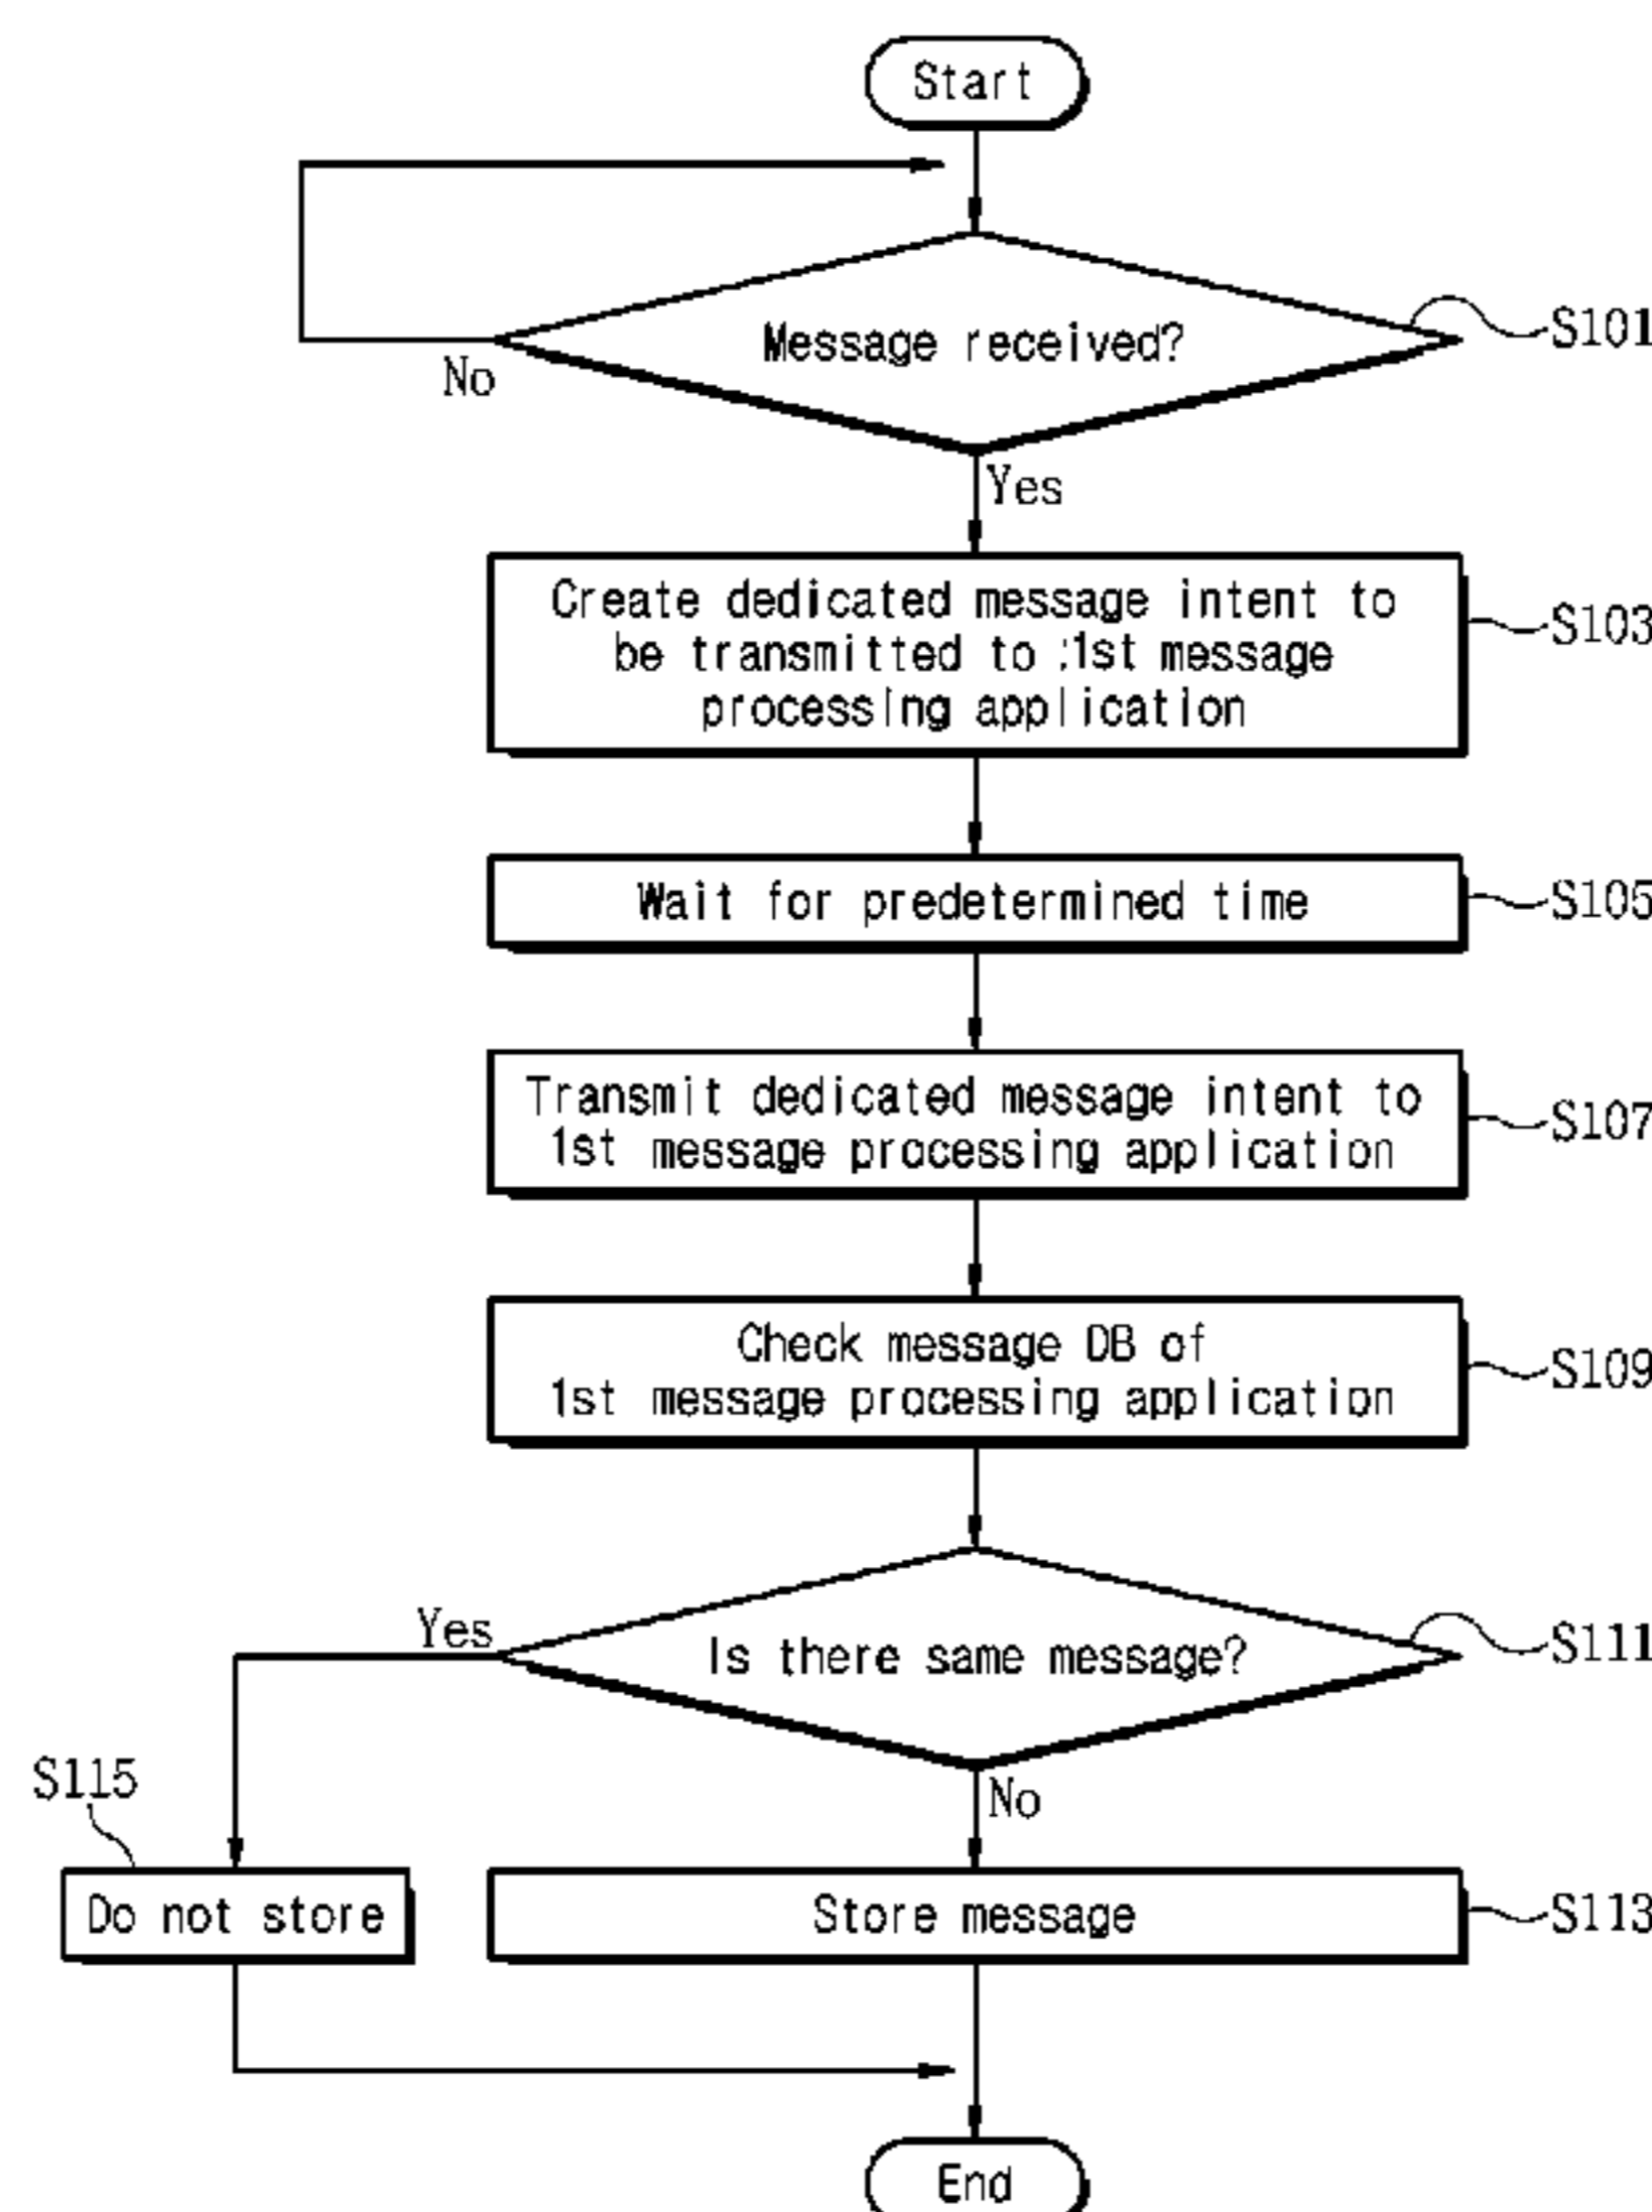 Start
Message received?
S101
No
Yes
Create dedicated message intent to
be transmitted to :1st message
processing application
S103
Wait for predetermined time
S105
Transmit dedicated message intent to
1st message processing application
S107
Check message DB of
1st message processing application
S109
Yes
Is there same message?
S111
No
S115
Do not store
Store message
S113
End